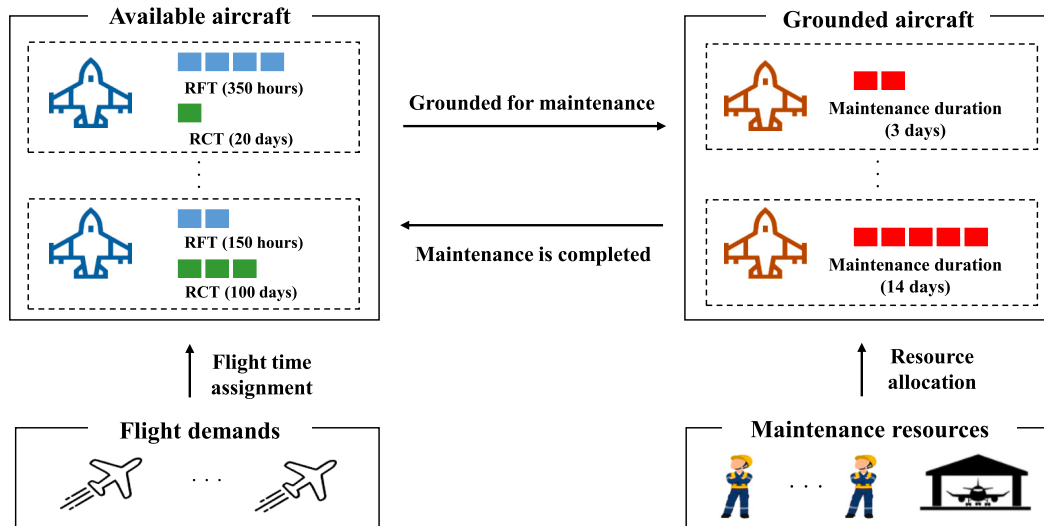 Available aircraft
RFT (350 hours)
RCT (20 days)
RFT (150 hours)
RCT (100 days)
Grounded for maintenance
Maintenance is completed
Grounded aircraft
Maintenance duration
(3 days)
Maintenance duration
(14 days)
Flight time
assignment
Resource
allocation
Flight demands
Maintenance resources